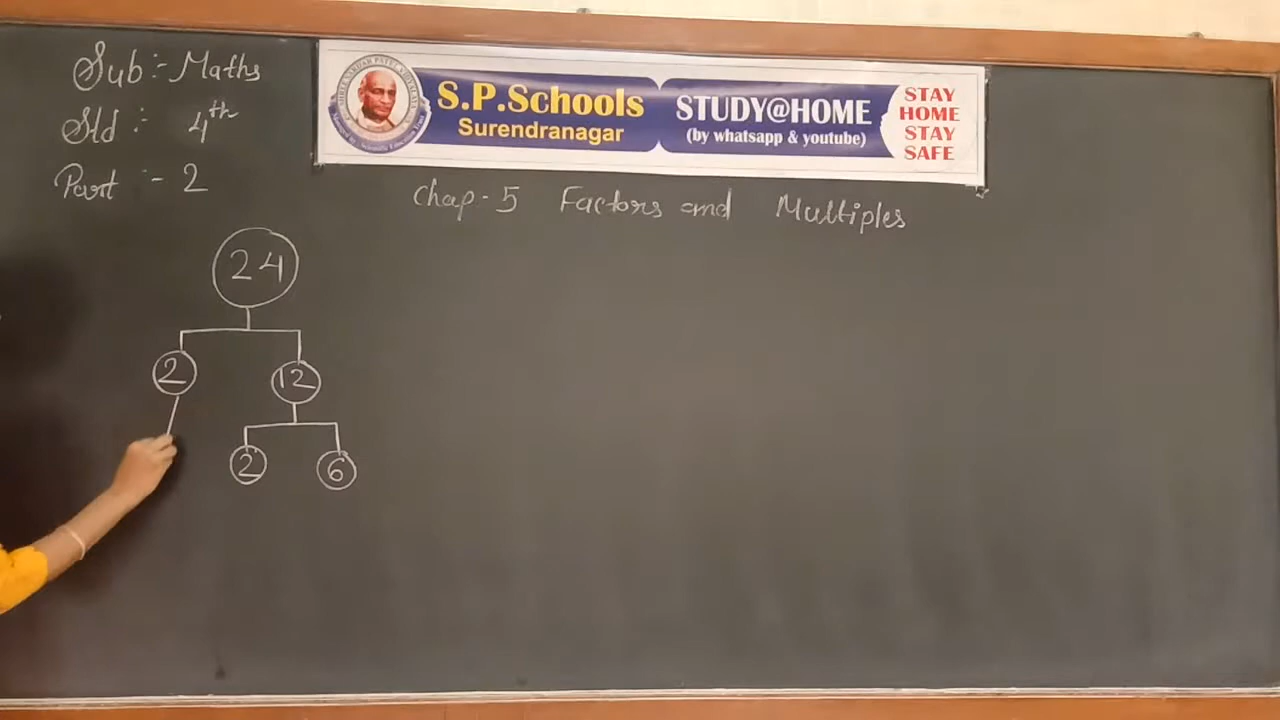 Sub:- Maths
Std :- 4th
Part :- 2
S.P.Schools
Surendranagar
STUDY@HOME
(by whatsapp & youtube)
STAY
HOME
STAY
SAFE
Chap-5 Factors and Multiples
24
2 12
2 6